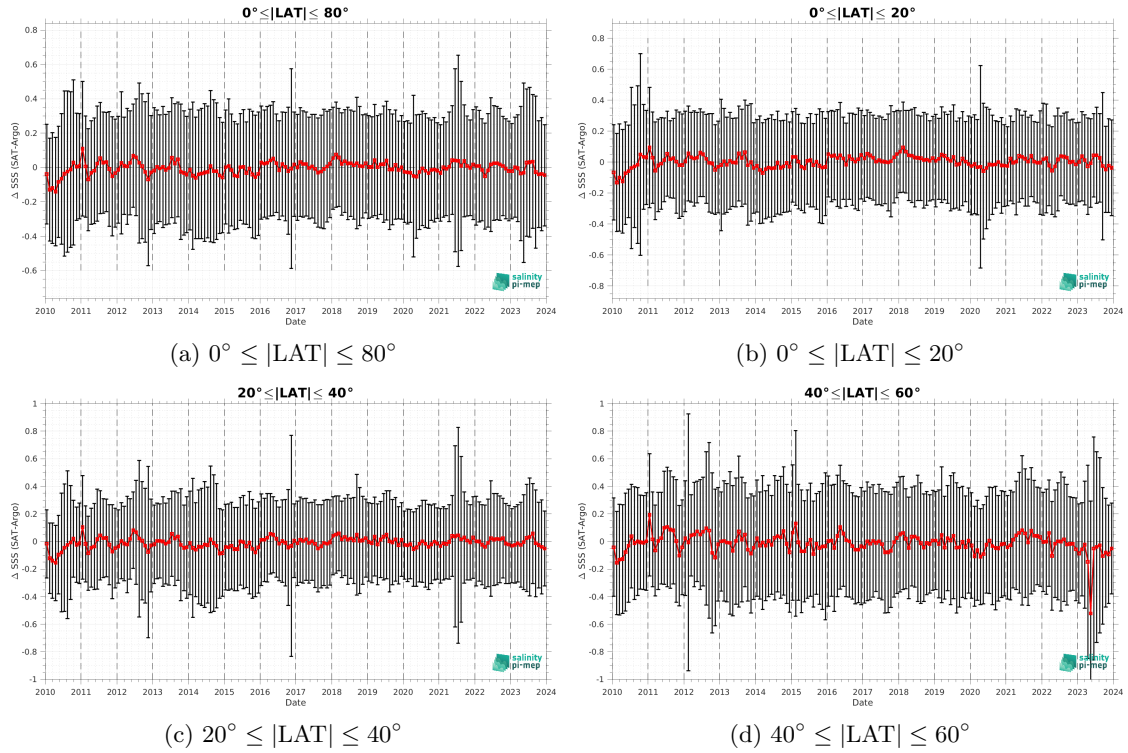 0°≤|LAT|≤ 80°
Δ SSS (SAT-Argo)
0.8
0.6
0.4
0.2
0
-0.2
-0.4
-0.6
2010 2011 2012 2013 2014 2015 2016 2017 2018 2019 2020 2021 2022 2023 2024
Date
salinity
pi-mep
(a) 0° ≤ |LAT| ≤ 80°
0°≤|LAT|≤ 20°
Δ SSS (SAT-Argo)
0.8
0.6
0.4
0.2
0
-0.2
-0.4
-0.6
-0.8
2010 2011 2012 2013 2014 2015 2016 2017 2018 2019 2020 2021 2022 2023 2024
Date
salinity
pi-mep
(b) 0° ≤ |LAT| ≤ 20°
20°≤|LAT|≤ 40°
Δ SSS (SAT-Argo)
1
0.8
0.6
0.4
0.2
0
-0.2
-0.4
-0.6
-0.8
-1
2010 2011 2012 2013 2014 2015 2016 2017 2018 2019 2020 2021 2022 2023 2024
Date
salinity
pi-mep
(c) 20° ≤ |LAT| ≤ 40°
40°≤|LAT|≤ 60°
Δ SSS (SAT-Argo)
1
0.8
0.6
0.4
0.2
0
-0.2
-0.4
-0.6
-0.8
-1
2010 2011 2012 2013 2014 2015 2016 2017 2018 2019 2020 2021 2022 2023 2024
Date
salinity
pi-mep
(d) 40° ≤ |LAT| ≤ 60°